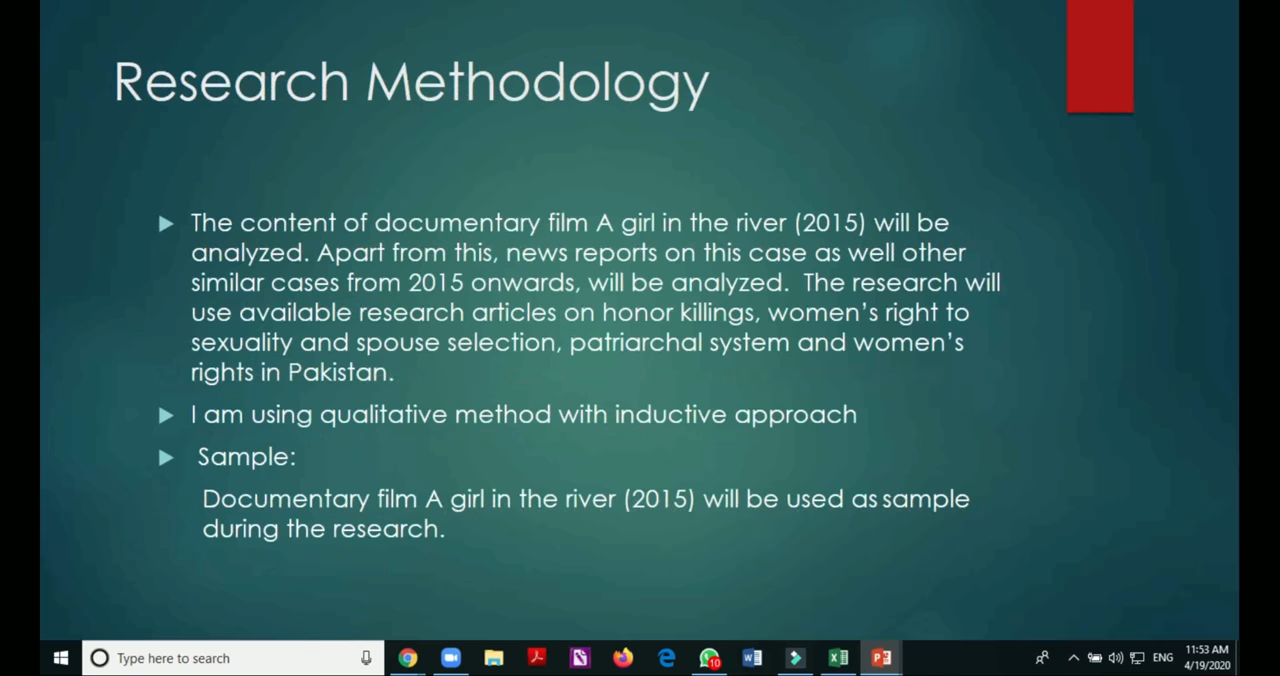 Research Methodology
The content of documentary film A girl in the river (2015) will be
analyzed. Apart from this, news reports on this case as well other
similar cases from 2015 onwards, will be analyzed.  The research will
use available research articles on honor killings, women’s right to
sexuality and spouse selection, patriarchal system and women’s
rights in Pakistan.
I am using qualitative method with inductive approach
Sample:
Documentary film A girl in the river (2015) will be used as sample
during the research.
Type here to search
10
ENG
11:53 AM
4/19/2020